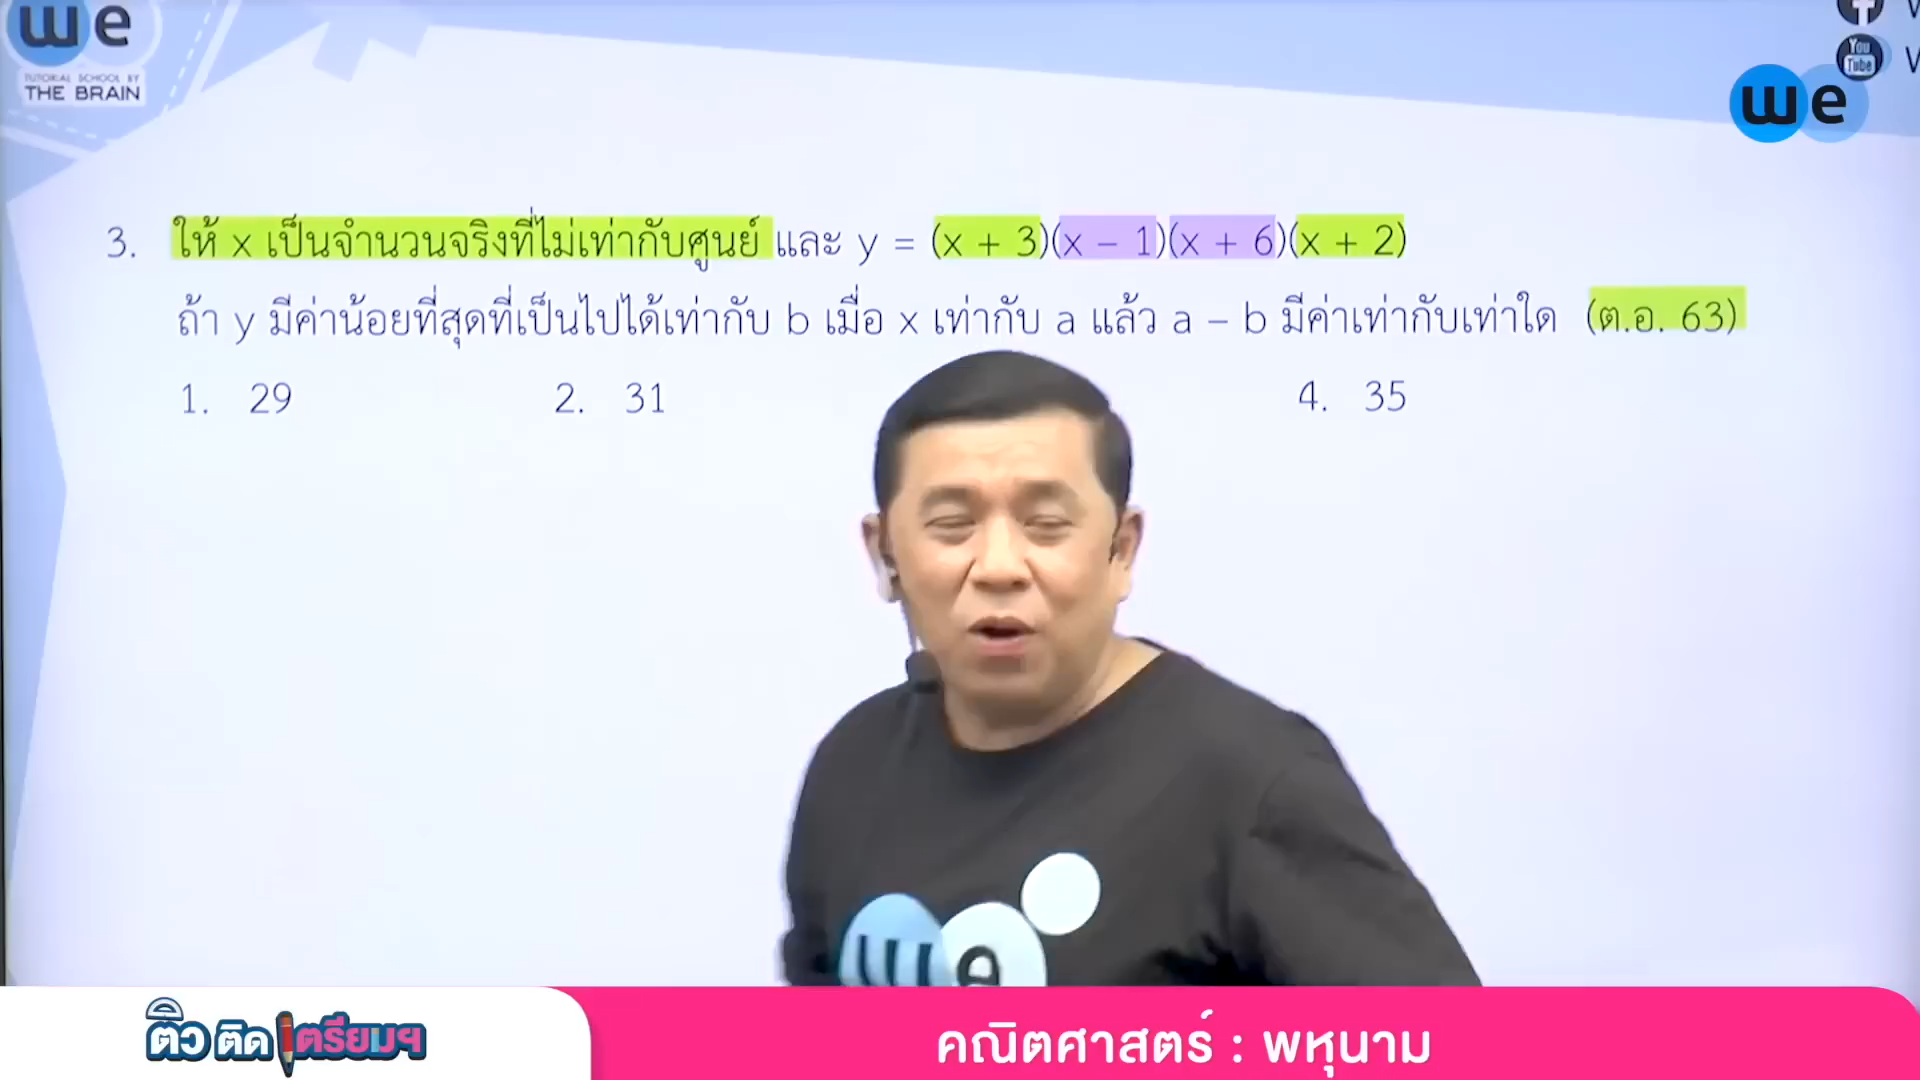 we
TUTORIAL SCHOOL BY
THE BRAIN
You
Tube
we
3. ให้ x เป็นจำนวนจริงที่ไม่เท่ากับศูนย์ และ y = (x + 3)(x – 1)(x + 6)(x + 2)
ถ้า y มีค่าน้อยที่สุดที่เป็นไปได้เท่ากับ b เมื่อ x เท่ากับ a แล้ว a – b มีค่าเท่ากับเท่าใด (ต.อ. 63)
1. 29 2. 31 4. 35
we
ติว ติด เตรียมฯ
คณิตศาสตร์ : พหุนาม